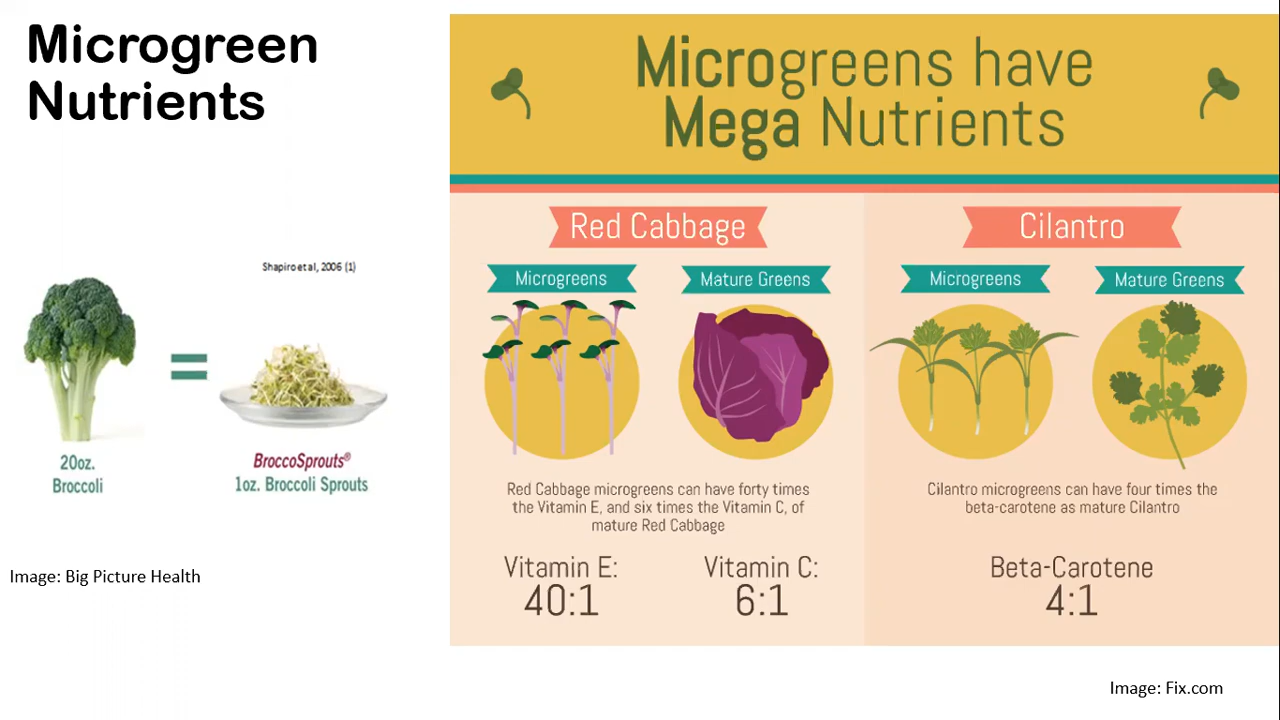 Microgreen
Nutrients
Shapiro et al, 2006 (1)
20oz.
Broccoli
BroccoSprouts®
1oz. Broccoli Sprouts
Image: Big Picture Health
Microgreens have
Mega Nutrients
Red Cabbage
Microgreens
Mature Greens
Red Cabbage microgreens can have forty times
the Vitamin E, and six times the Vitamin C, of
mature Red Cabbage
Vitamin E:
40:1
Vitamin C:
6:1
Cilantro
Microgreens
Mature Greens
Cilantro microgreens can have four times the
beta-carotene as mature Cilantro
Beta-Carotene
4:1
Image: Fix.com